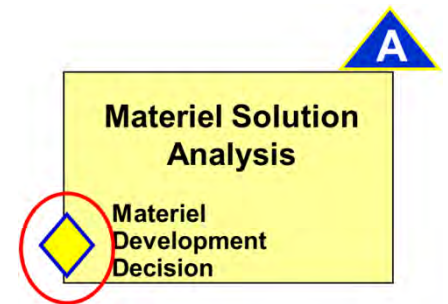 A
Materiel Solution
Analysis
Materiel
Development
Decision